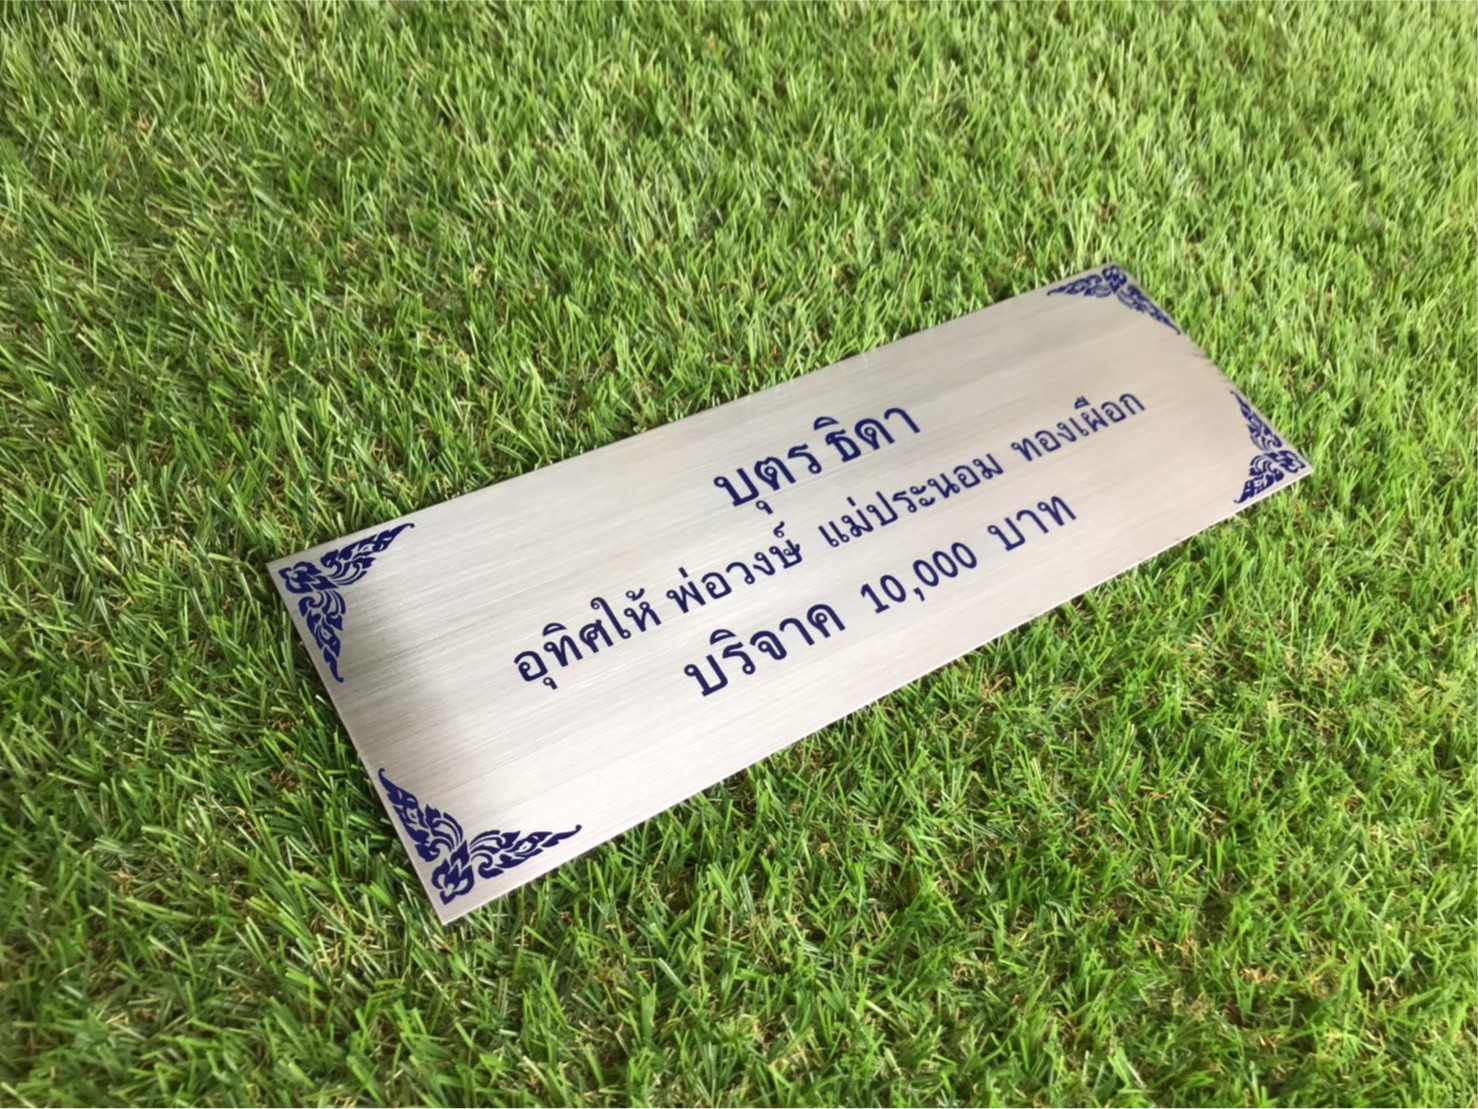 บุตร ธิดา
อุทิศให้ พ่อวงษ์ แม่ประนอม ทองเผือก
บริจาค 10,000 บาท